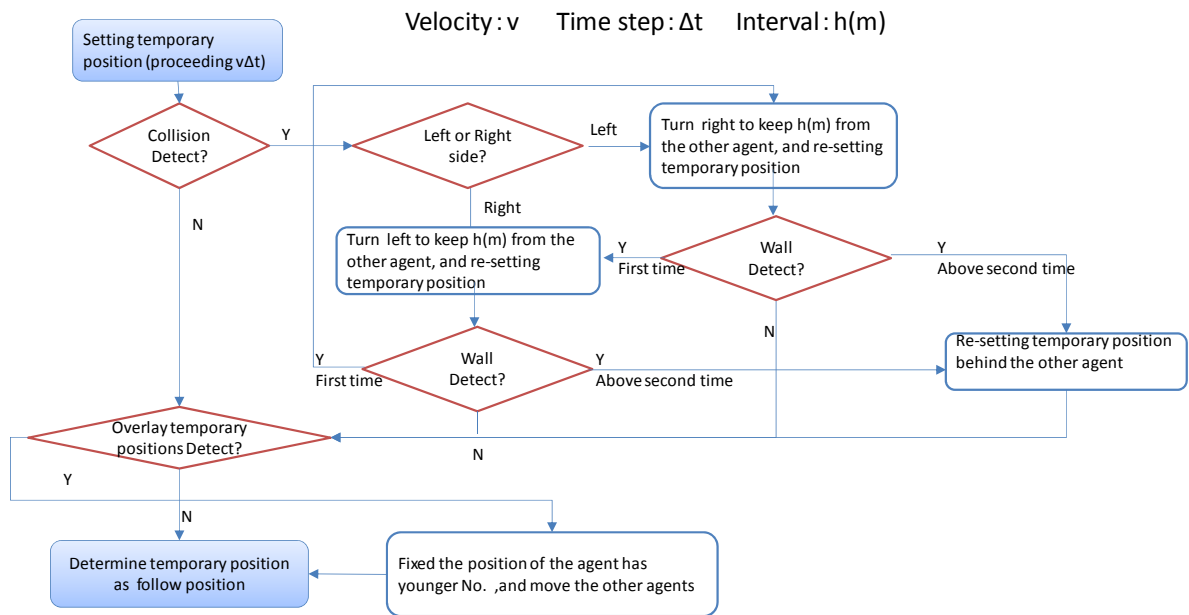 Velocity : v Time step : Δt Interval : h(m)
Setting temporary
position (proceeding vΔt)
Collision
Detect?
Y
Left or Right
side?
Left
Turn right to keep h(m) from
the other agent, and re-setting
temporary position
N
Right
Turn left to keep h(m) from the
other agent, and re-setting
temporary position
Y
First time
Wall
Detect?
Y
Above second time
N
Y
First time
Wall
Detect?
Y
Above second time
Re-setting temporary position
behind the other agent
Overlay temporary
positions Detect?
N
Y
N
Determine temporary position
as follow position
Fixed the position of the agent has
younger No. ,and move the other agents